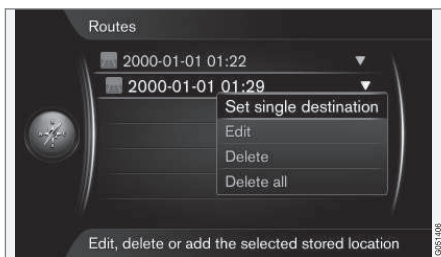 Routes
2000-01-01 01:22
2000-01-01 01:29
Set single destination
Edit
Delete
Delete all
Edit, delete or add the selected stored location
G051406